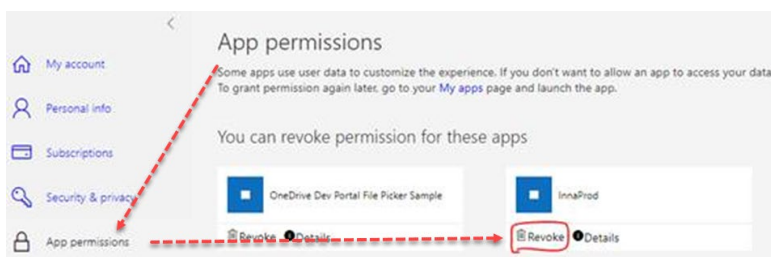 App permissions
My account
Some apps use user data to customize the experience. If you don't want to allow an app to access your data
To grant permission again later, go to your My apps page and launch the app.
Personal info
You can revoke permission for these apps
Subscriptions
Security & privacy
OneDrive Dev Portal File Picker Sample
InnaProd
App permissions
Revoke Details
Revoke Details